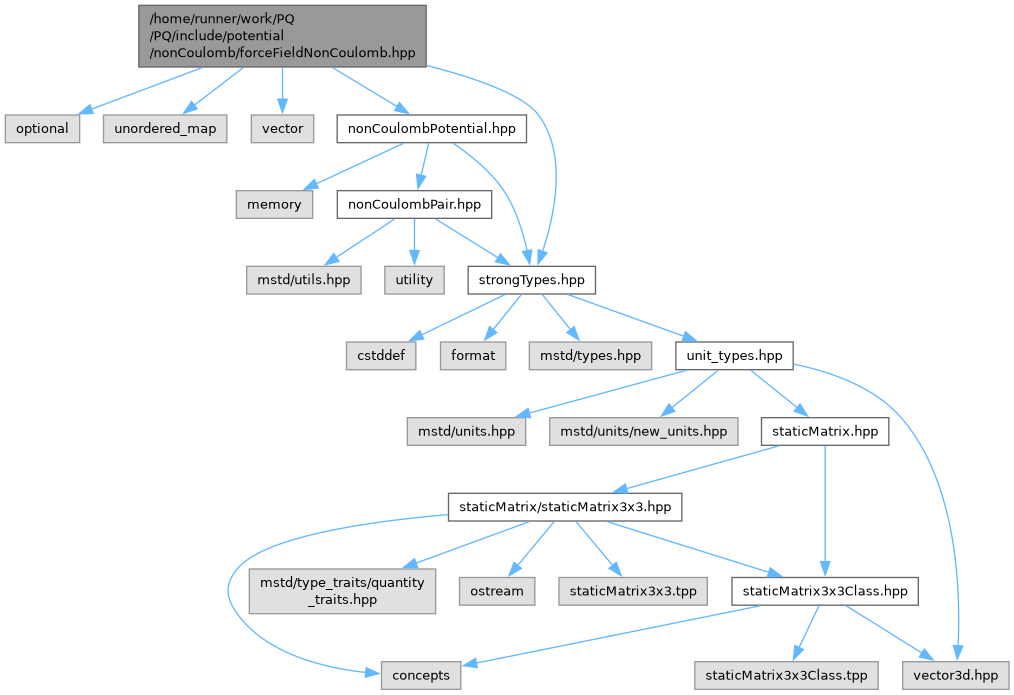 /home/runner/work/PQ
/PQ/include/potential
/nonCoulomb/forceFieldNonCoulomb.hpp
optional
unordered_map
vector
nonCoulombPotential.hpp
memory
nonCoulombPair.hpp
mstd/utils.hpp
utility
strongTypes.hpp
cstddef
format
mstd/types.hpp
unit_types.hpp
mstd/units.hpp
mstd/units/new_units.hpp
staticMatrix.hpp
staticMatrix/staticMatrix3x3.hpp
mstd/type_traits/quantity
_traits.hpp
ostream
staticMatrix3x3.tpp
staticMatrix3x3Class.hpp
concepts
staticMatrix3x3Class.tpp
vector3d.hpp